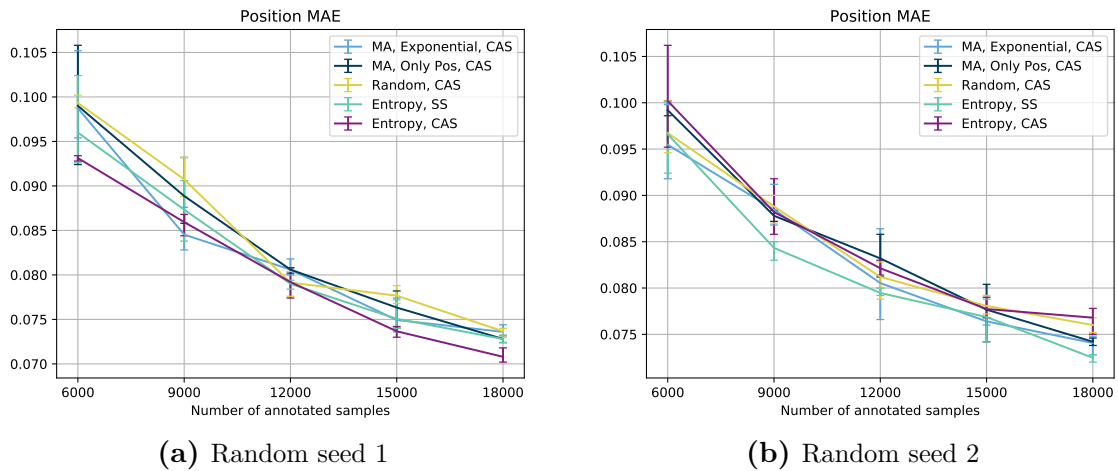 Position MAE
MA, Exponential, CAS
MA, Only Pos, CAS
Random, CAS
Entropy, SS
Entropy, CAS
0.105
0.100
0.095
0.090
0.085
0.080
0.075
0.070
6000 9000 12000 15000 18000
Number of annotated samples
(a) Random seed 1
Position MAE
MA, Exponential, CAS
MA, Only Pos, CAS
Random, CAS
Entropy, SS
Entropy, CAS
0.105
0.100
0.095
0.090
0.085
0.080
0.075
6000 9000 12000 15000 18000
Number of annotated samples
(b) Random seed 2